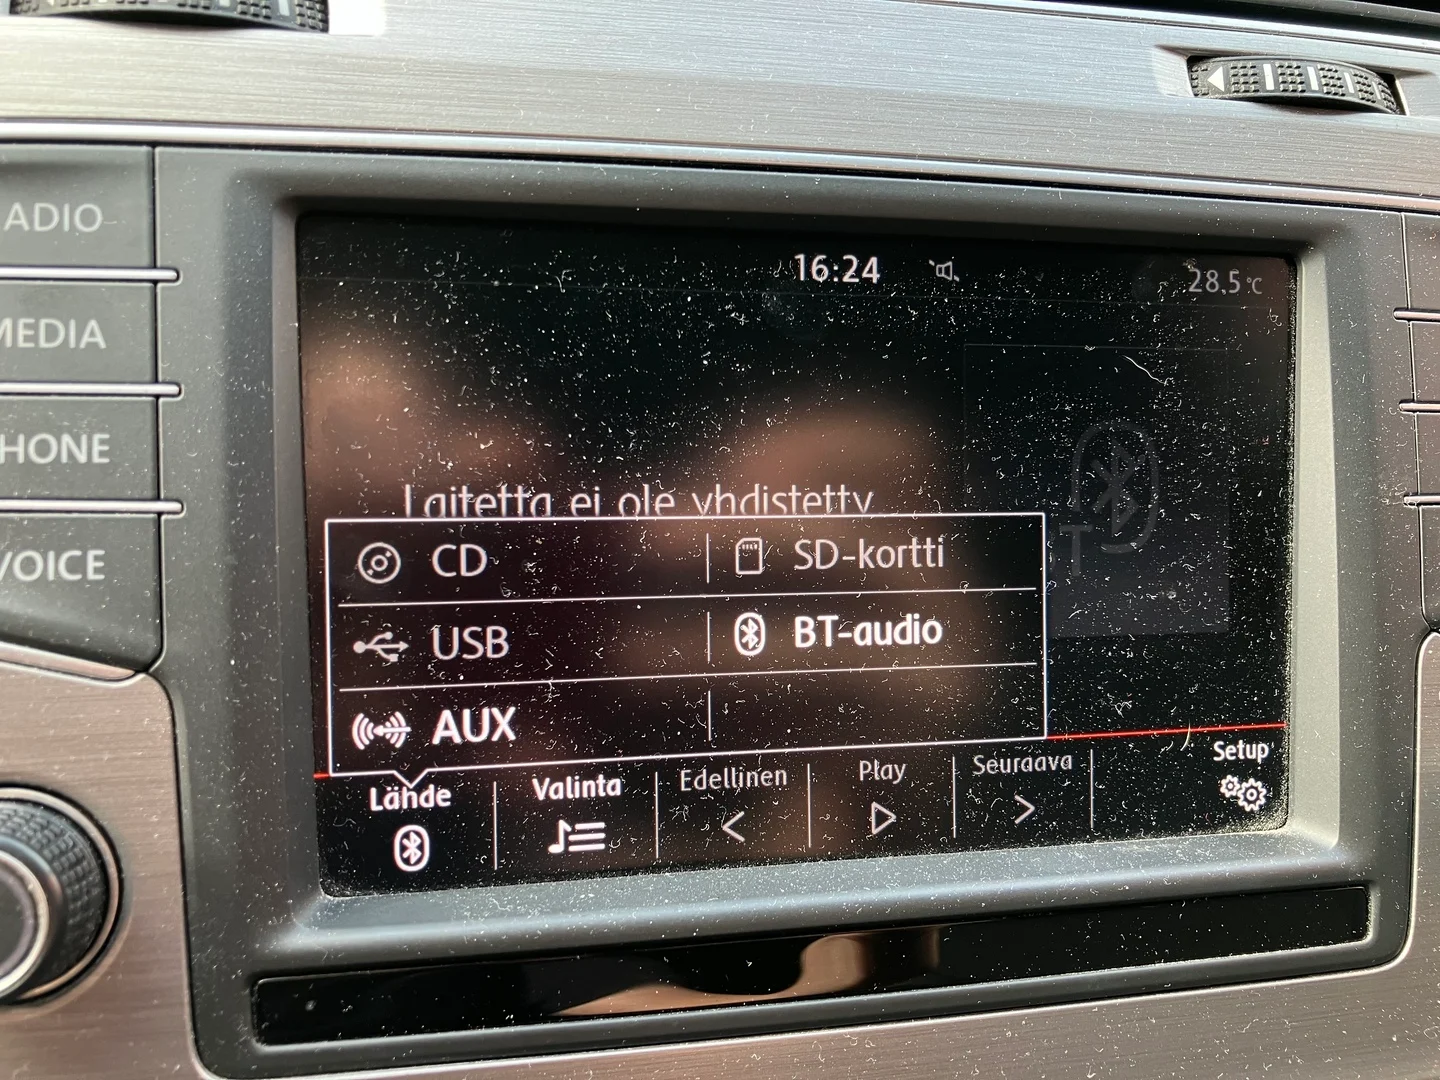 16:24
28.5 °C
ADIO
MEDIA
PHONE
VOICE
Laitetta ei ole yhdistetty
CD
SD-kortti
USB
BT-audio
AUX
Lähde
Valinta
Edellinen
Play
Seuraava
Setup